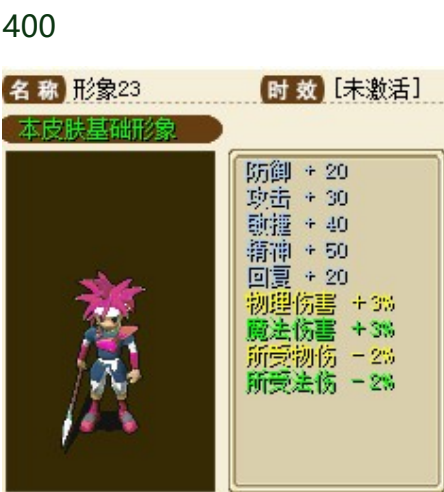 400
名称 形象23 时效 [未激活]
本皮肤基础形象
防御 + 20
攻击 + 30
敏捷 + 40
精神 + 50
回复 + 20
物理伤害 + 3%
魔法伤害 + 3%
所受物伤 - 2%
所受法伤 - 2%